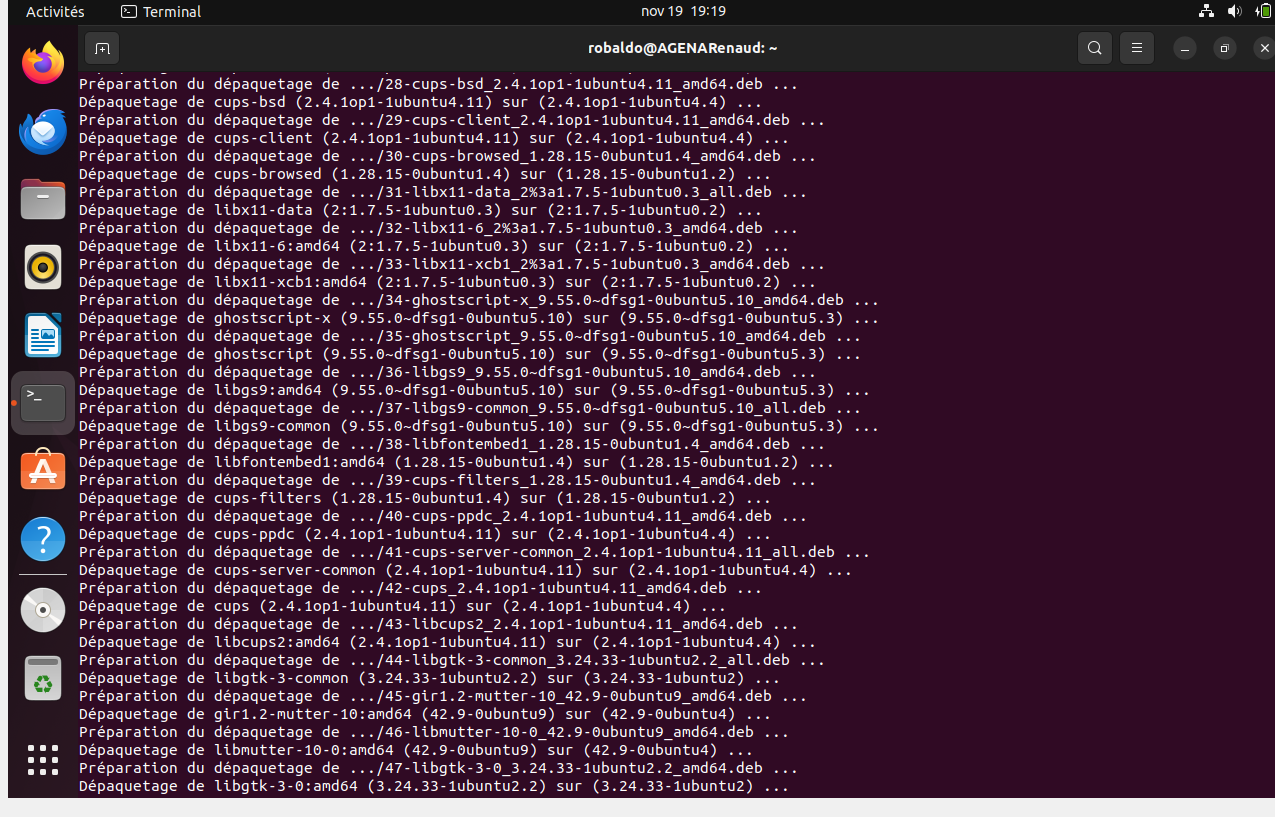 Activités
Terminal
nov 19 19:19
robaldo@AGENARenaud: ~
Préparation du dépaquetage de .../28-cups-bsd_2.4.1op1-1ubuntu4.11_amd64.deb ...
Dépaquetage de cups-bsd (2.4.1op1-1ubuntu4.11) sur (2.4.1op1-1ubuntu4.4) ...
Préparation du dépaquetage de .../29-cups-client_2.4.1op1-1ubuntu4.11_amd64.deb ...
Dépaquetage de cups-client (2.4.1op1-1ubuntu4.11) sur (2.4.1op1-1ubuntu4.4) ...
Préparation du dépaquetage de .../30-cups-browsed_1.28.15-0ubuntu1.4_amd64.deb ...
Dépaquetage de cups-browsed (1.28.15-0ubuntu1.4) sur (1.28.15-0ubuntu1.2) ...
Préparation du dépaquetage de .../31-libx11-data_2%3a1.7.5-1ubuntu0.3_all.deb ...
Dépaquetage de libx11-data (2:1.7.5-1ubuntu0.3) sur (2:1.7.5-1ubuntu0.2) ...
Préparation du dépaquetage de .../32-libx11-6_2%3a1.7.5-1ubuntu0.3_amd64.deb ...
Dépaquetage de libx11-6:amd64 (2:1.7.5-1ubuntu0.3) sur (2:1.7.5-1ubuntu0.2) ...
Préparation du dépaquetage de .../33-libx11-xcb1_2%3a1.7.5-1ubuntu0.3_amd64.deb ...
Dépaquetage de libx11-xcb1:amd64 (2:1.7.5-1ubuntu0.3) sur (2:1.7.5-1ubuntu0.2) ...
Préparation du dépaquetage de .../34-ghostscript-x_9.55.0~dfsg1-0ubuntu5.10_amd64.deb ...
Dépaquetage de ghostscript-x (9.55.0~dfsg1-0ubuntu5.10) sur (9.55.0~dfsg1-0ubuntu5.3) ...
Préparation du dépaquetage de .../35-ghostscript_9.55.0~dfsg1-0ubuntu5.10_amd64.deb ...
Dépaquetage de ghostscript (9.55.0~dfsg1-0ubuntu5.10) sur (9.55.0~dfsg1-0ubuntu5.3) ...
Préparation du dépaquetage de .../36-libgs9_9.55.0~dfsg1-0ubuntu5.10_amd64.deb ...
Dépaquetage de libgs9:amd64 (9.55.0~dfsg1-0ubuntu5.10) sur (9.55.0~dfsg1-0ubuntu5.3) ...
Préparation du dépaquetage de .../37-libgs9-common_9.55.0~dfsg1-0ubuntu5.10_all.deb ...
Dépaquetage de libgs9-common (9.55.0~dfsg1-0ubuntu5.10) sur (9.55.0~dfsg1-0ubuntu5.3) ...
Préparation du dépaquetage de .../38-libfontembed1_1.28.15-0ubuntu1.4_amd64.deb ...
Dépaquetage de libfontembed1:amd64 (1.28.15-0ubuntu1.4) sur (1.28.15-0ubuntu1.2) ...
Préparation du dépaquetage de .../39-cups-filters_1.28.15-0ubuntu1.4_amd64.deb ...
Dépaquetage de cups-filters (1.28.15-0ubuntu1.4) sur (1.28.15-0ubuntu1.2) ...
Préparation du dépaquetage de .../40-cups-ppdc_2.4.1op1-1ubuntu4.11_amd64.deb ...
Dépaquetage de cups-ppdc (2.4.1op1-1ubuntu4.11) sur (2.4.1op1-1ubuntu4.4) ...
Préparation du dépaquetage de .../41-cups-server-common_2.4.1op1-1ubuntu4.11_all.deb ...
Dépaquetage de cups-server-common (2.4.1op1-1ubuntu4.11) sur (2.4.1op1-1ubuntu4.4) ...
Préparation du dépaquetage de .../42-cups_2.4.1op1-1ubuntu4.11_amd64.deb ...
Dépaquetage de cups (2.4.1op1-1ubuntu4.11) sur (2.4.1op1-1ubuntu4.4) ...
Préparation du dépaquetage de .../43-libcups2_2.4.1op1-1ubuntu4.11_amd64.deb ...
Dépaquetage de libcups2:amd64 (2.4.1op1-1ubuntu4.11) sur (2.4.1op1-1ubuntu4.4) ...
Préparation du dépaquetage de .../44-libgtk-3-common_3.24.33-1ubuntu2.2_all.deb ...
Dépaquetage de libgtk-3-common (3.24.33-1ubuntu2.2) sur (3.24.33-1ubuntu2) ...
Préparation du dépaquetage de .../45-gir1.2-mutter-10_42.9-0ubuntu9_amd64.deb ...
Dépaquetage de gir1.2-mutter-10:amd64 (42.9-0ubuntu9) sur (42.9-0ubuntu4) ...
Préparation du dépaquetage de .../46-libmutter-10-0_42.9-0ubuntu9_amd64.deb ...
Dépaquetage de libmutter-10-0:amd64 (42.9-0ubuntu9) sur (42.9-0ubuntu4) ...
Préparation du dépaquetage de .../47-libgtk-3-0_3.24.33-1ubuntu2.2_amd64.deb ...
Dépaquetage de libgtk-3-0:amd64 (3.24.33-1ubuntu2.2) sur (3.24.33-1ubuntu2) ...